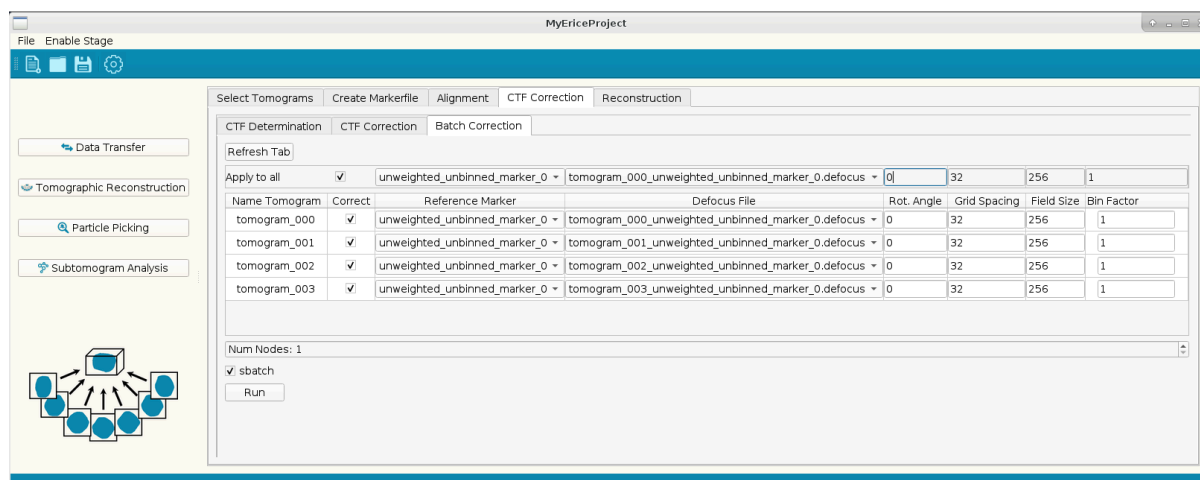 MyEriceProject
File Enable Stage
Select Tomograms Create Markerfile Alignment CTF Correction Reconstruction
CTF Determination CTF Correction Batch Correction
Data Transfer
Tomographic Reconstruction
Particle Picking
Subtomogram Analysis
Refresh Tab
Apply to all unweighted_unbinned_marker_0 tomogram_000_unweighted_unbinned_marker_0.defocus 0 32 256 1
Name Tomogram Correct Reference Marker Defocus File Rot. Angle Grid Spacing Field Size Bin Factor
tomogram_000 unweighted_unbinned_marker_0 tomogram_000_unweighted_unbinned_marker_0.defocus 0 32 256 1
tomogram_001 unweighted_unbinned_marker_0 tomogram_001_unweighted_unbinned_marker_0.defocus 0 32 256 1
tomogram_002 unweighted_unbinned_marker_0 tomogram_002_unweighted_unbinned_marker_0.defocus 0 32 256 1
tomogram_003 unweighted_unbinned_marker_0 tomogram_003_unweighted_unbinned_marker_0.defocus 0 32 256 1
Num Nodes: 1
sbatch
Run